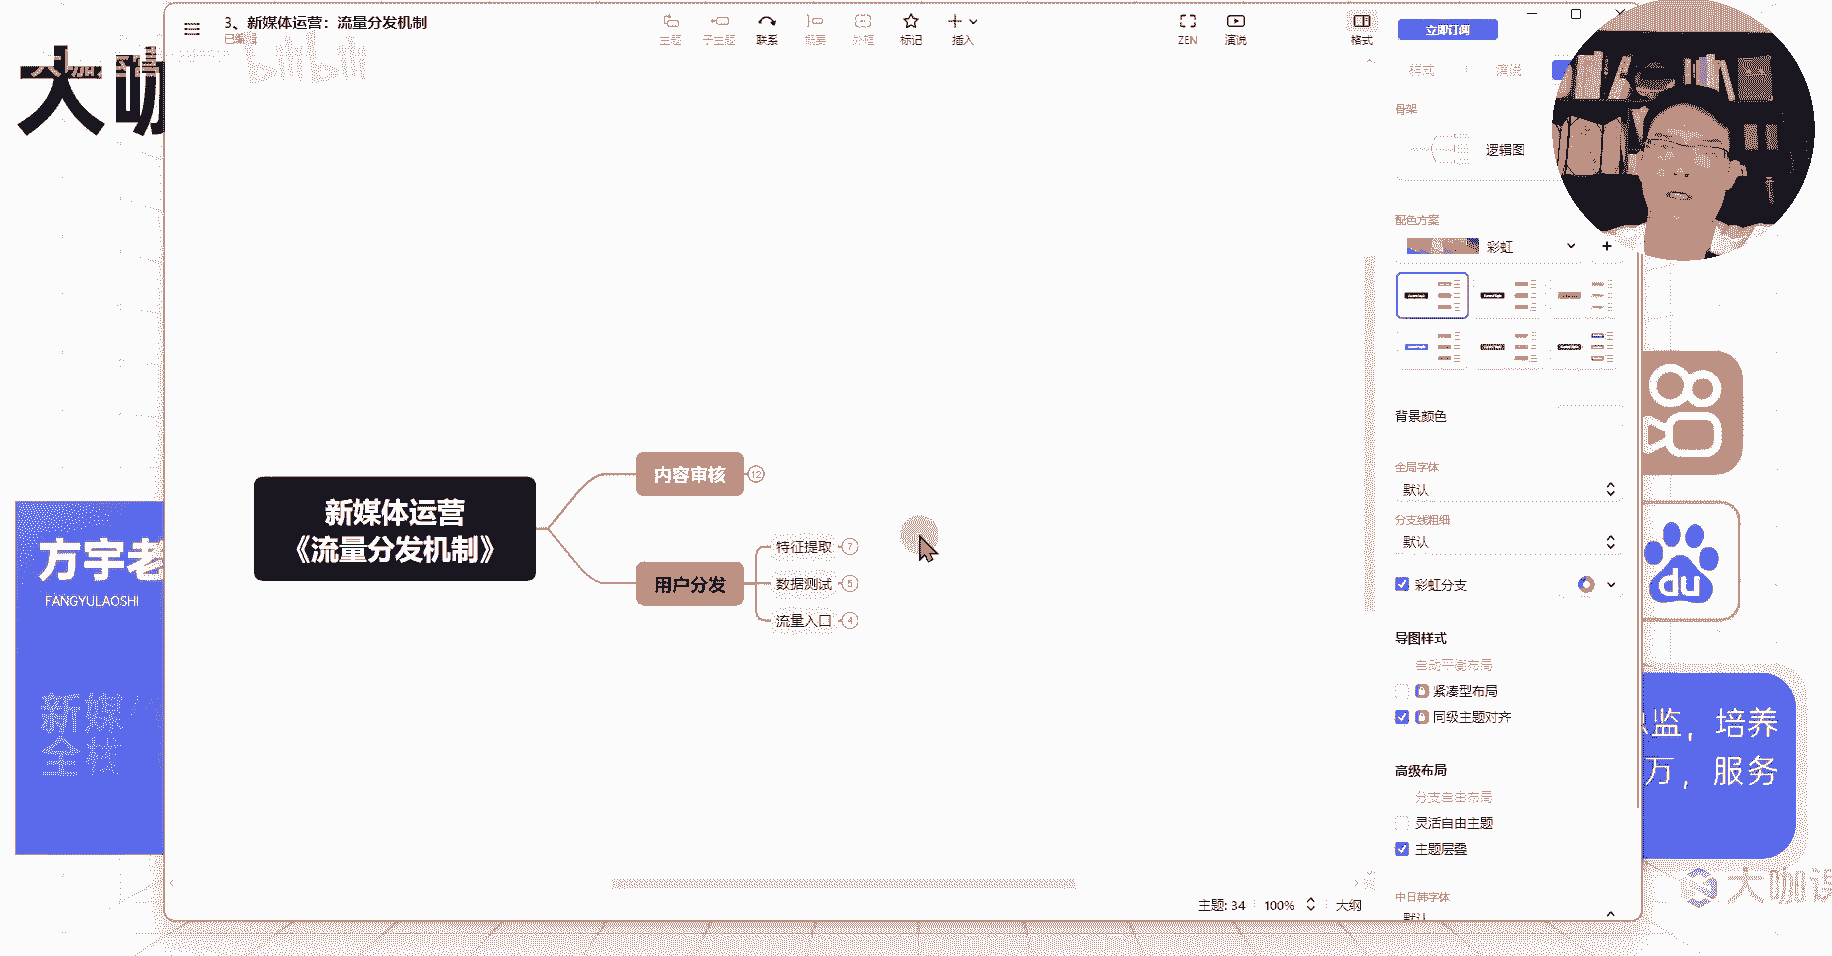 3、新媒体运营：流量分发机制
已编辑
bilibili
主题
子主题
联系
概要
外框
标记
插入
ZEN
演说
格式
立即订阅
样式
演说
骨架
逻辑图
配色方案
彩虹
背景颜色
全局字体
默认
分支线粗细
默认
彩虹分支
导图样式
自动平衡布局
紧凑型布局
同级主题对齐
高级布局
分支自由布局
灵活自由主题
主题层叠
中日韩字体
默认
新媒体运营
《流量分发机制》
内容审核
12
用户分发
特征提取
7
数据测试
5
流量入口
4
主题: 34
100%
大纲
大咖
方宇老
FANGYULAOSHI
新媒
全栈
du
总监，培养
万，服务
大咖课